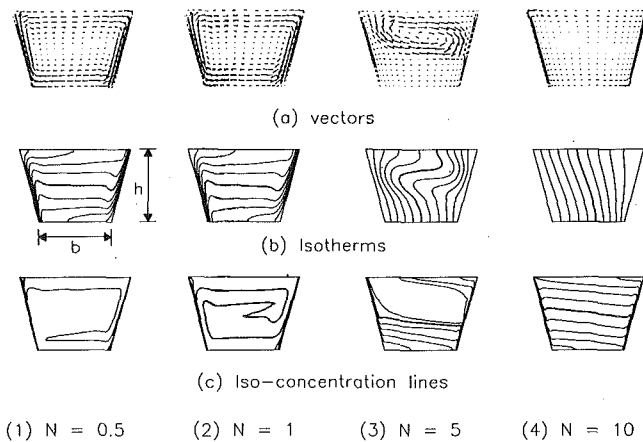 (a) vectors
h
b
(b) Isotherms
(c) Iso-concentration lines
(1) N = 0.5 (2) N = 1 (3) N = 5 (4) N = 10